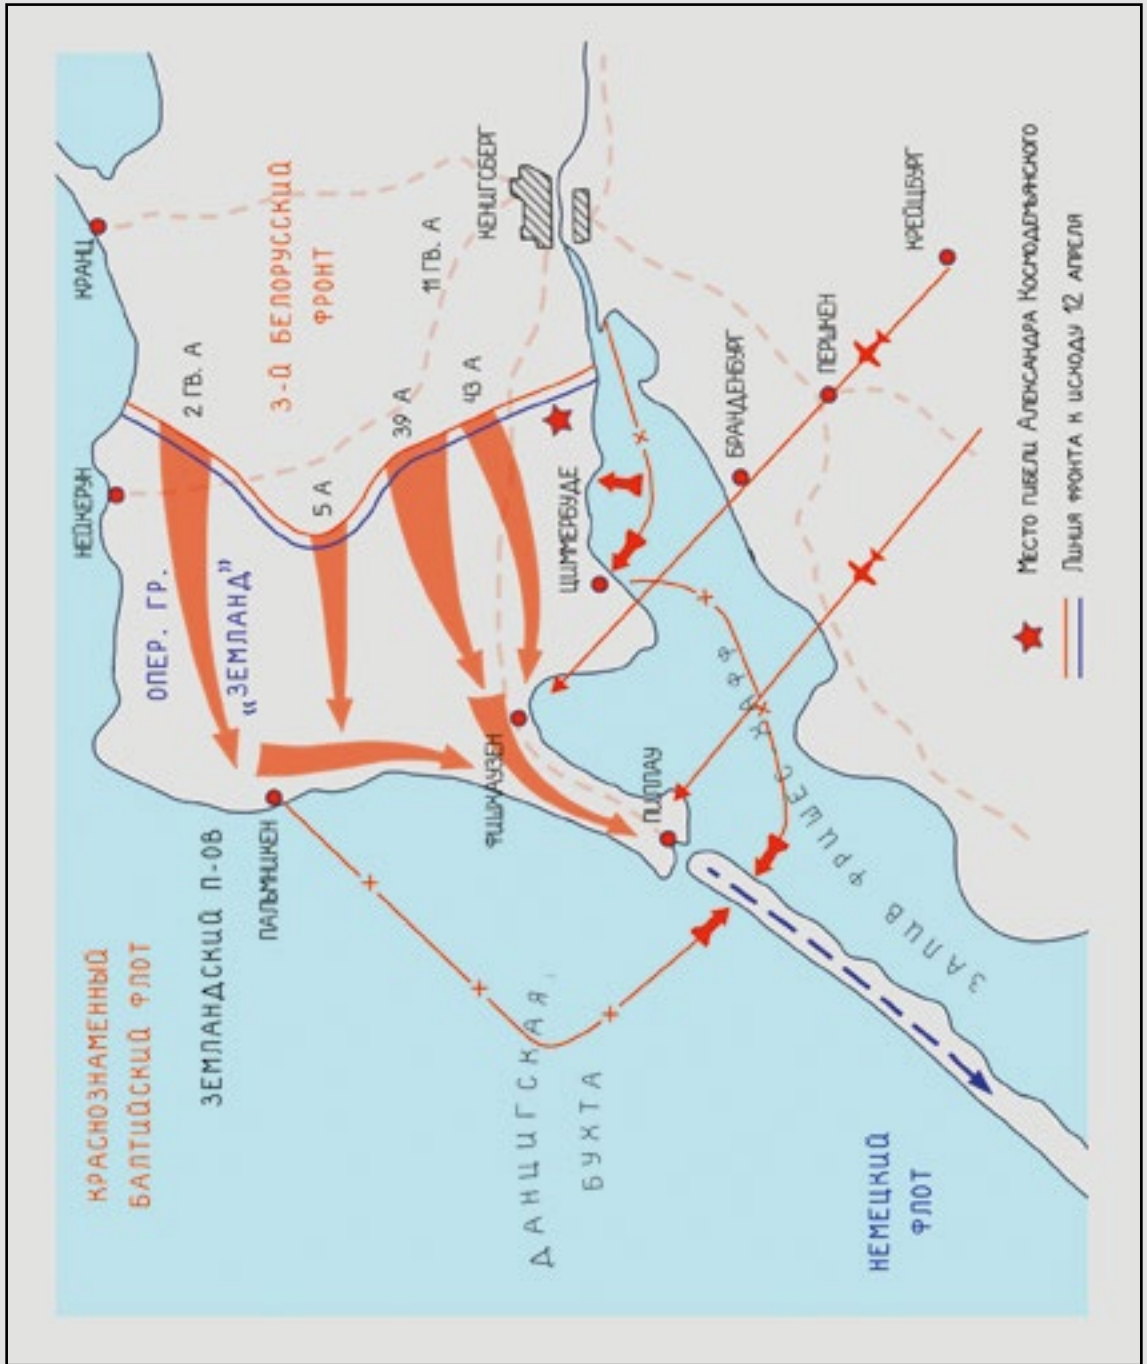 КРАСНОЗНАМЕННЫЙ
БАЛТИЙСКИЙ ФЛОТ
ЗЕМЛАНДСКИЙ П-ОВ
ПАЛЬМНИКЕН
НЕЙКЕРУН
КРАНЦ
ОПЕР. ГР.
„ЗЕМЛАНД”
2 ГВ. А
3-Й БЕЛОРУССКИЙ
ФРОНТ
5 А
39 А
11 ГВ. А
43 А
КЕНИГСБЕРГ
ФИШХАУЗЕН
ЦИММЕРБУДЕ
ПИЛЛАУ
ДАНЦИГСКАЯ
БУХТА
ЗАЛИВ ФРИШЕС ХАФФ
БРАНДЕНБУРГ
ПЕРШКЕН
КРЕЙЦБУРГ
НЕМЕЦКИЙ
ФЛОТ
МЕСТО ГИБЕЛИ АЛЕКСАНДРА КОСМОДЕМЬЯНСКОГО
ЛИНИЯ ФРОНТА К ИСХОДУ 12 АПРЕЛЯ